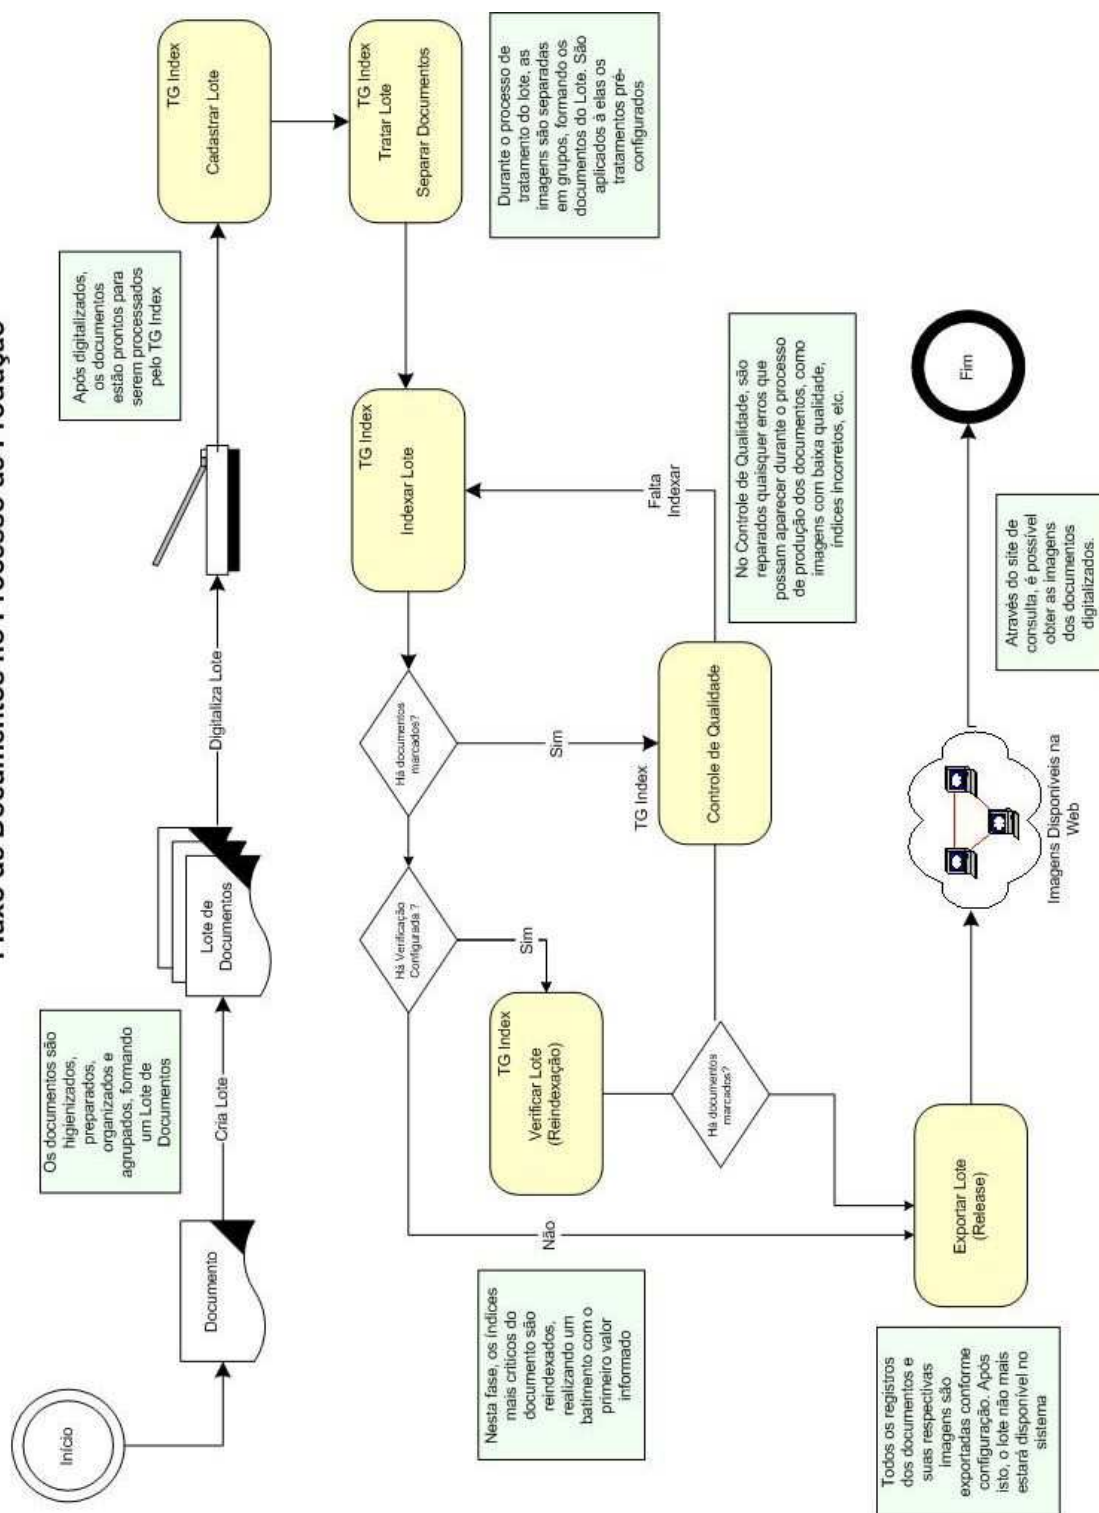 Fluxo de Documentos no Processo de Produção
Início
Documento
Os documentos são
higienizados,
preparados,
organizados e
agrupados, formando
um Lote de
Documentos
Cria Lote
Lote de
Documentos
Digitaliza Lote
Após digitalizados,
os documentos
estão prontos para
serem processados
pelo TG Index
TG Index
Cadastrar Lote
TG Index
Tratar Lote
Separar Documentos
Durante o processo de
tratamento do lote, as
imagens são separadas
em grupos, formando os
documentos do Lote. São
aplicados à elas os
tratamentos pré-
configurados
TG Index
Indexar Lote
Há documentos
marcados?
Sim
Há Verificação
Configurada ?
Sim
Não
TG Index
Verificar Lote
(Reindexação)
Nesta fase, os índices
mais criticos do
documento são
reindexados,
realizando um
batimento com o
primeiro valor
informado
TG Index
Controle de Qualidade
Falta
Indexar
No Controle de Qualidade, são
reparados quaisquer erros que
possam aparecer durante o processo
de produção dos documentos, como
imagens com baixa qualidade,
índices incorretos, etc.
Há documentos
marcados?
Exportar Lote
(Release)
Todos os registros
dos documentos e
suas respectivas
imagens são
exportadas conforme
configuração. Após
isto, o lote não mais
estará disponível no
sistema
Imagens Disponíveis na
Web
Através do site de
consulta, é possível
obter as imagens
dos documentos
digitalizados.
Fim